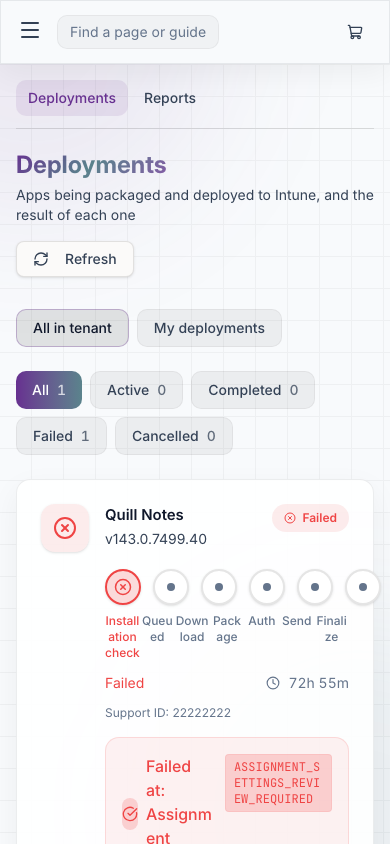 Find a page or guide
Deployments Reports
Deployments
Apps being packaged and deployed to Intune, and the
result of each one
Refresh
All in tenant My deployments
All 1 Active 0 Completed 0
Failed 1 Cancelled 0
Quill Notes
Failed
v143.0.7499.40
Install Queu Down Pack Auth Send Finali
ation ed load age ze
check
Failed 72h 55m
Support ID: 22222222
Failed
at:
Assignm
ent
ASSIGNMENT_S
ETTINGS_REVI
EW_REQUIRED